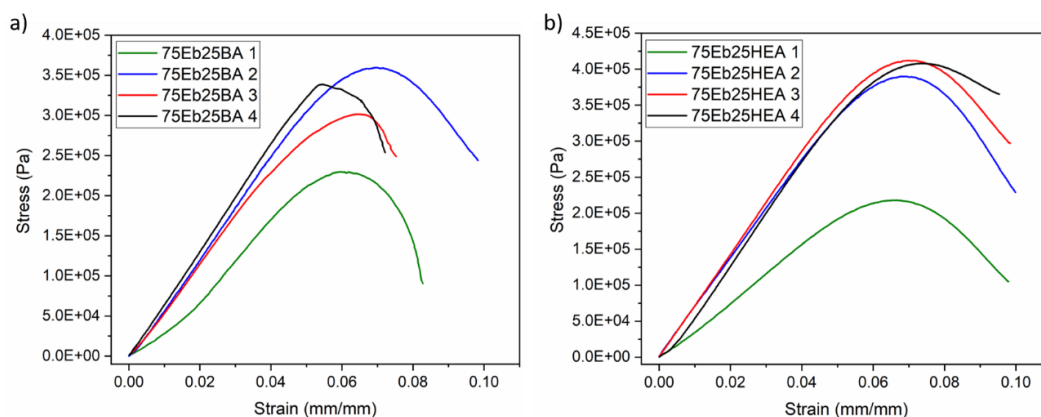 a)
4.0E+05
3.5E+05
3.0E+05
2.5E+05
2.0E+05
1.5E+05
1.0E+05
5.0E+04
0.0E+00
Stress (Pa)
75Eb25BA 1
75Eb25BA 2
75Eb25BA 3
75Eb25BA 4
0.00 0.02 0.04 0.06 0.08 0.10
Strain (mm/mm)
b)
4.5E+05
4.0E+05
3.5E+05
3.0E+05
2.5E+05
2.0E+05
1.5E+05
1.0E+05
5.0E+04
0.0E+00
Stress (Pa)
75Eb25HEA 1
75Eb25HEA 2
75Eb25HEA 3
75Eb25HEA 4
0.00 0.02 0.04 0.06 0.08 0.10
Strain (mm/mm)